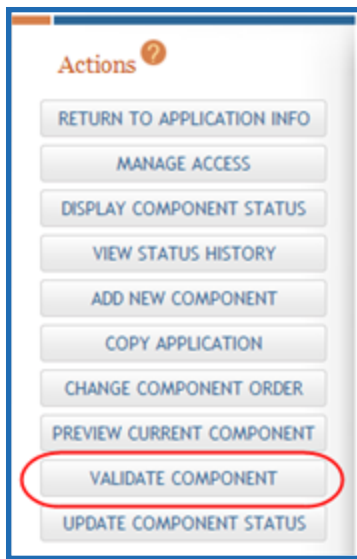 Actions ?
RETURN TO APPLICATION INFO
MANAGE ACCESS
DISPLAY COMPONENT STATUS
VIEW STATUS HISTORY
ADD NEW COMPONENT
COPY APPLICATION
CHANGE COMPONENT ORDER
PREVIEW CURRENT COMPONENT
VALIDATE COMPONENT
UPDATE COMPONENT STATUS